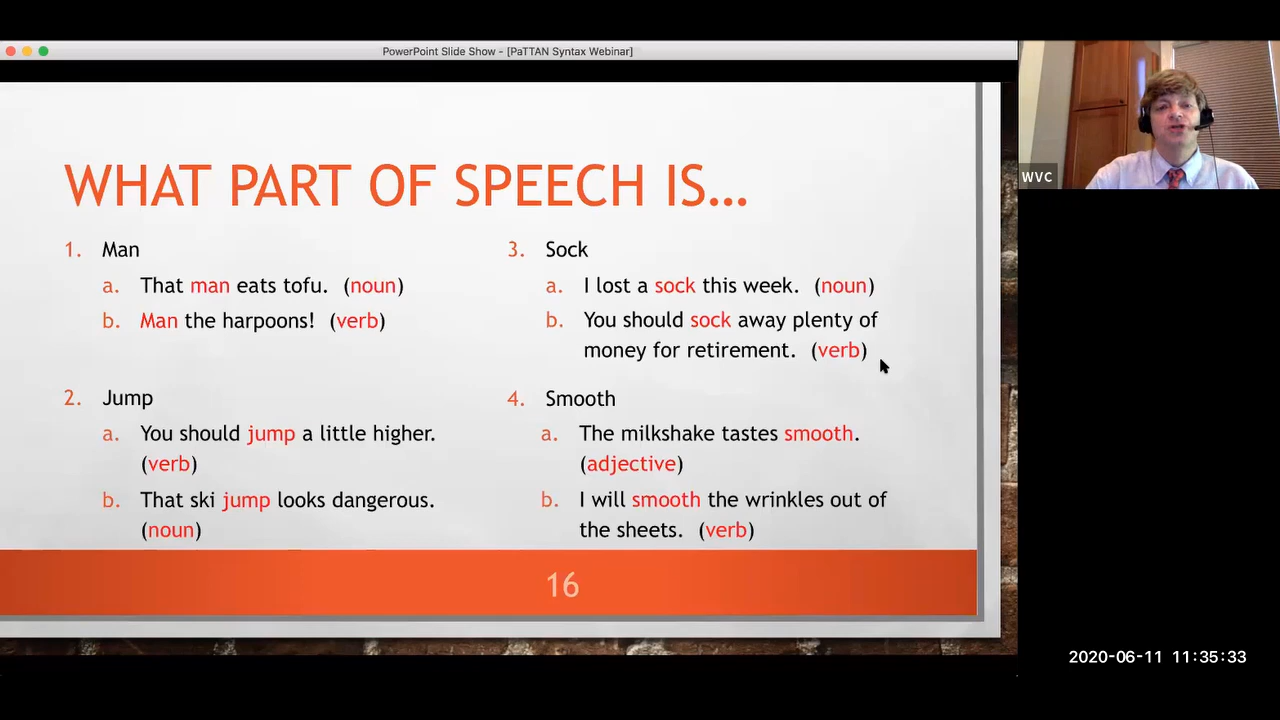 PowerPoint Slide Show - [PaTTAN Syntax Webinar]
WVC
WHAT PART OF SPEECH IS...
1. Man
a. That man eats tofu. (noun)
b. Man the harpoons! (verb)
2. Jump
a. You should jump a little higher.
(verb)
b. That ski jump looks dangerous.
(noun)
3. Sock
a. I lost a sock this week. (noun)
b. You should sock away plenty of
money for retirement. (verb)
4. Smooth
a. The milkshake tastes smooth.
(adjective)
b. I will smooth the wrinkles out of
the sheets. (verb)
16
2020-06-11 11:35:33